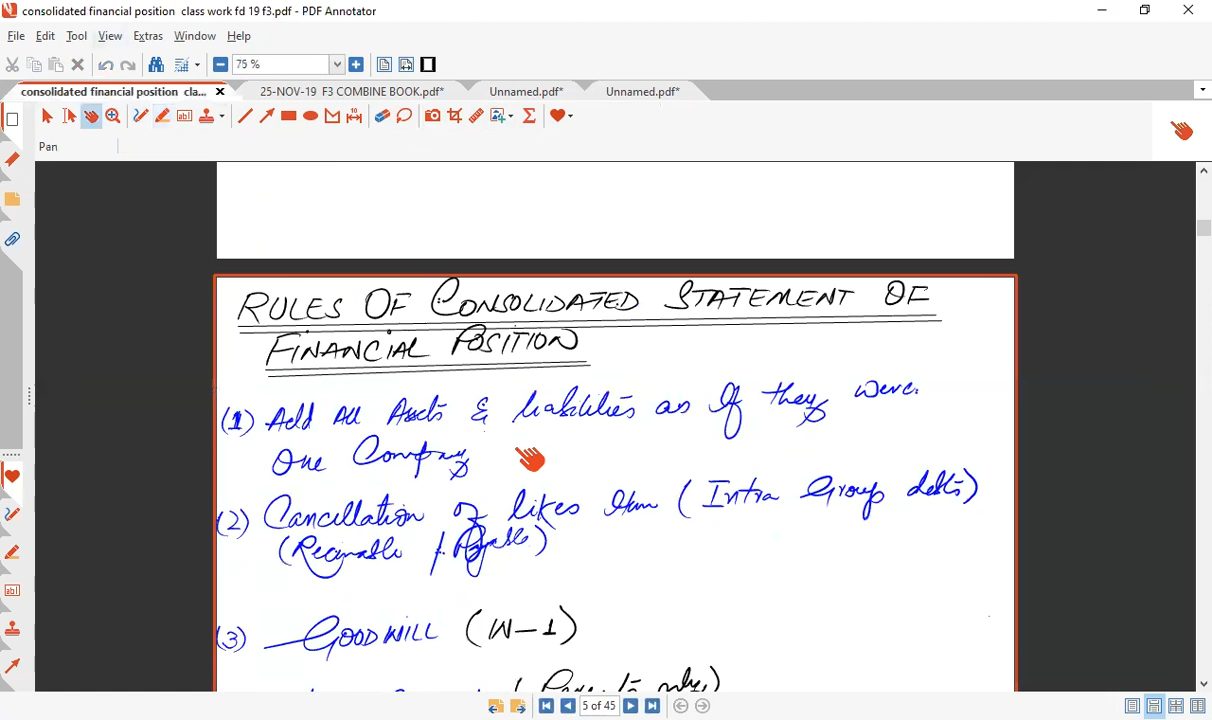 consolidated financial position class work fd 19 f3.pdf - PDF Annotator
File Edit Tool View Extras Window Help
75 %
consolidated financial position cla... 25-NOV-19 F3 COMBINE BOOK.pdf* Unnamed.pdf* Unnamed.pdf*
Pan
RULES OF CONSOLIDATED STATEMENT OF
FINANCIAL POSITION
(1) Add All Assets & liabilities as If they were
One Company
(2) Cancellation of likes Item (Intra Group debts)
(Receivable / Payable)
(3) GOODWILL (W-1)
(Parents only)
5 of 45